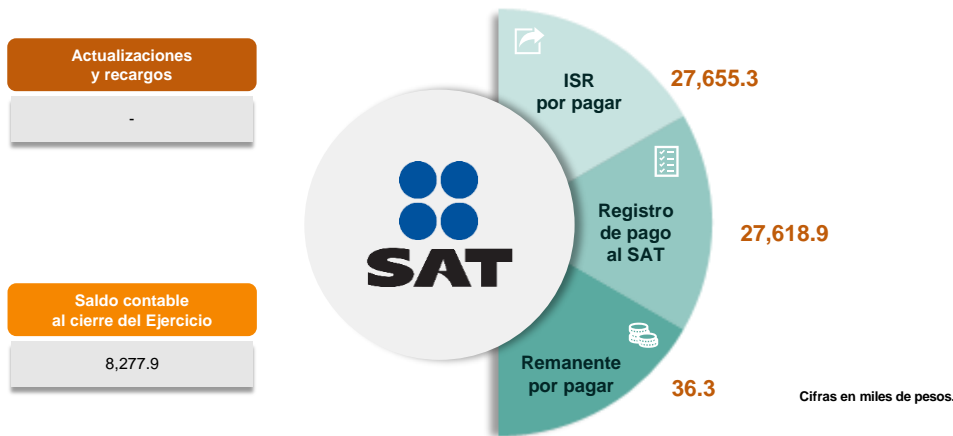 Actualizaciones
y recargos
-
Saldo contable
al cierre del Ejercicio
8,277.9
SAT
ISR
por pagar
27,655.3
Registro
de pago
al SAT
27,618.9
Remanente
por pagar
36.3
Cifras en miles de pesos.